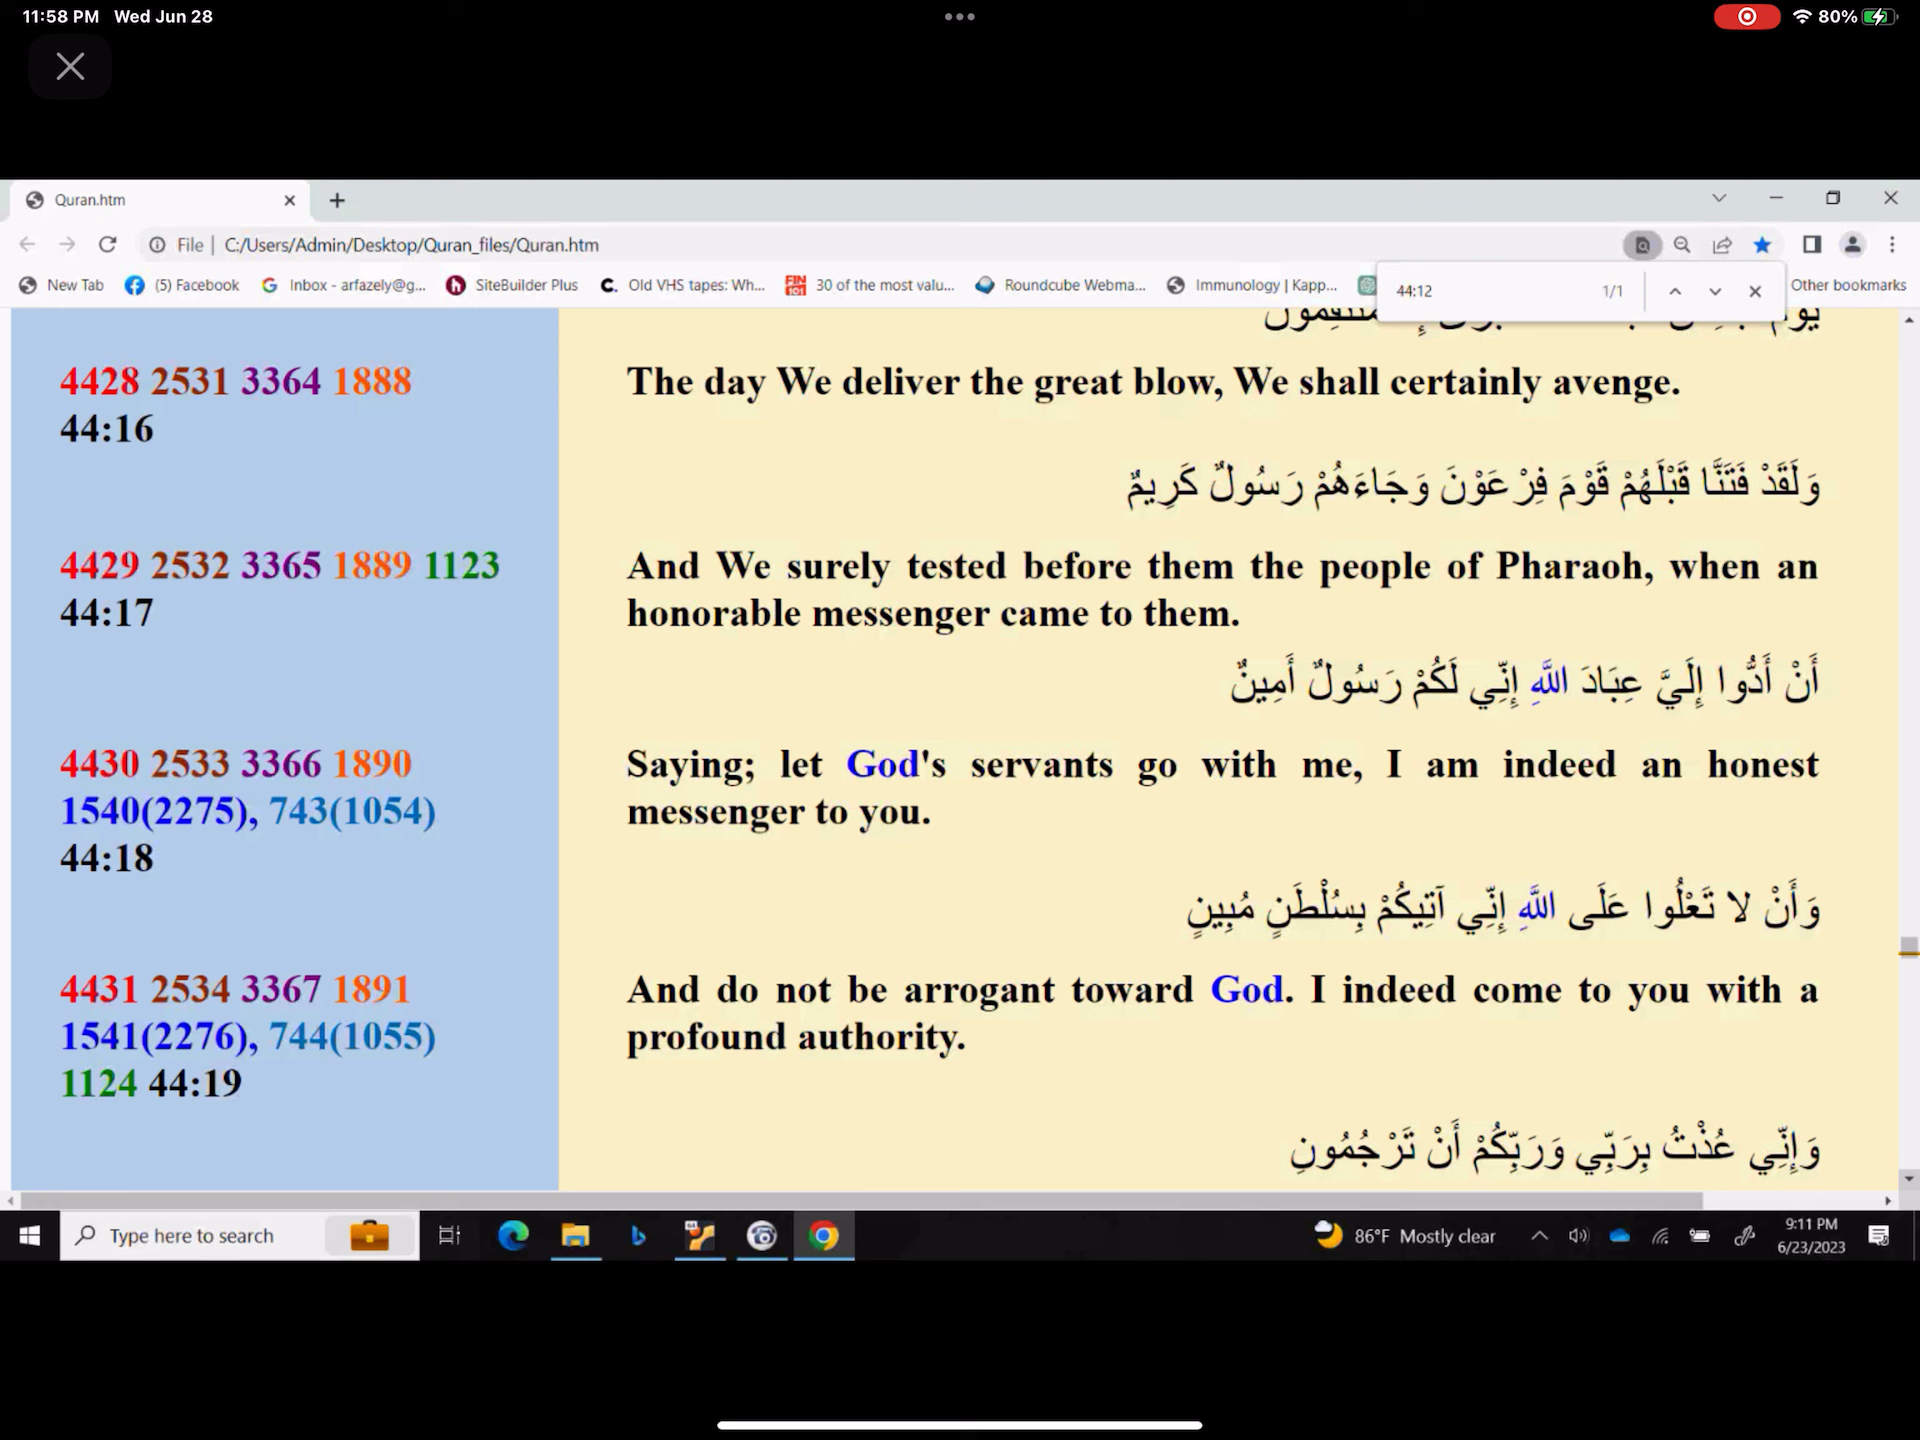 11:58 PM Wed Jun 28
80%
Quran.htm
File | C:/Users/Admin/Desktop/Quran_files/Quran.htm
New Tab (5) Facebook Inbox - arfazely@g... SiteBuilder Plus Old VHS tapes: Wh... FIN 101 30 of the most valu... Roundcube Webma... Immunology | Kapp... Other bookmarks
44:12 1/1
4428 2531 3364 1888 The day We deliver the great blow, We shall certainly avenge.
44:16
وَلَقَدْ فَتَنَّا قَبْلَهُمْ قَوْمَ فِرْعَوْنَ وَجَاءَهُمْ رَسُولٌ كَرِيمٌ
4429 2532 3365 1889 1123 And We surely tested before them the people of Pharaoh, when an
44:17 honorable messenger came to them.
أَنْ أَدُّوا إِلَيَّ عِبَادَ اللَّهِ إِنِّي لَكُمْ رَسُولٌ أَمِينٌ
4430 2533 3366 1890 Saying; let God's servants go with me, I am indeed an honest
1540(2275), 743(1054) messenger to you.
44:18
وَأَنْ لا تَعْلُوا عَلَى اللَّهِ إِنِّي آتِيكُمْ بِسُلْطَنٍ مُبِينٍ
4431 2534 3367 1891 And do not be arrogant toward God. I indeed come to you with a
1541(2276), 744(1055) profound authority.
1124 44:19
وَإِنِّي عُذْتُ بِرَبِّي وَرَبِّكُمْ أَنْ تَرْجُمُونِ
Type here to search 86°F Mostly clear 9:11 PM
6/23/2023